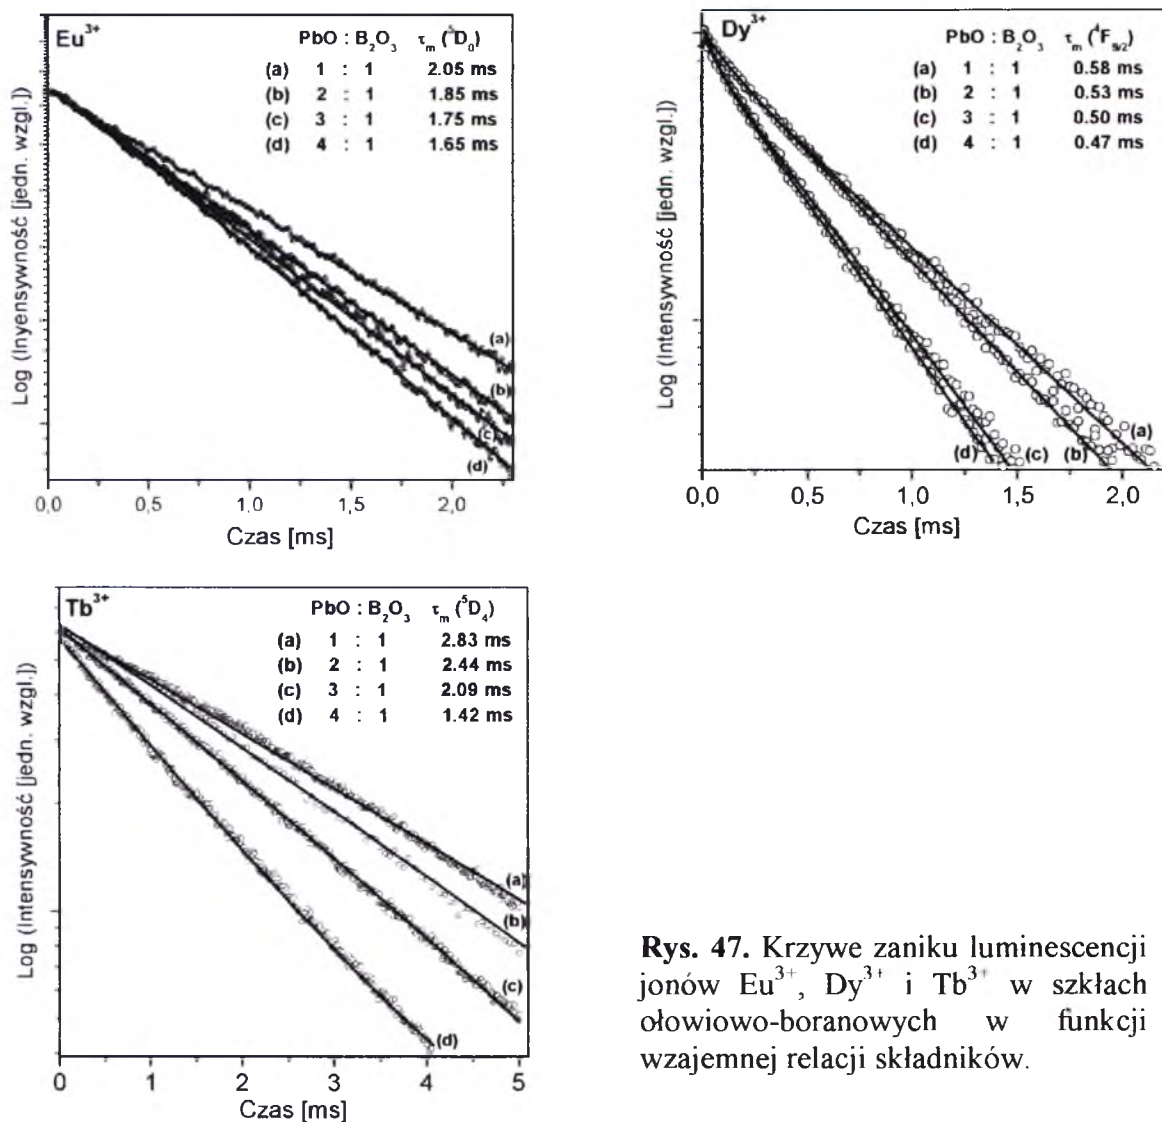 Eu³⁺
PbO : B₂O₃ τₘ (⁵D₀)
(a) 1 : 1 2.05 ms
(b) 2 : 1 1.85 ms
(c) 3 : 1 1.75 ms
(d) 4 : 1 1.65 ms
Log (Inyensywność [jedn. wzgl.])
(a)
(b)
(c)
(d)
0,0 0,5 1,0 1,5 2,0
Czas [ms]
Dy³⁺
PbO : B₂O₃ τₘ (⁴F₉/₂)
(a) 1 : 1 0.58 ms
(b) 2 : 1 0.53 ms
(c) 3 : 1 0.50 ms
(d) 4 : 1 0.47 ms
Log (Intensywność [jedn. wzgl.])
(d) (c) (b) (a)
0,0 0,5 1,0 1,5 2,0
Czas [ms]
Tb³⁺
PbO : B₂O₃ τₘ (⁵D₄)
(a) 1 : 1 2.83 ms
(b) 2 : 1 2.44 ms
(c) 3 : 1 2.09 ms
(d) 4 : 1 1.42 ms
Log (Intensywność [jedn. wzgl.])
(a)
(b)
(c)
(d)
0 1 2 3 4 5
Czas [ms]
Rys. 47. Krzywe zaniku luminescencji
jonów Eu³⁺, Dy³⁺ i Tb³⁺ w szkłach
ołowiowo-boranowych w funkcji
wzajemnej relacji składników.